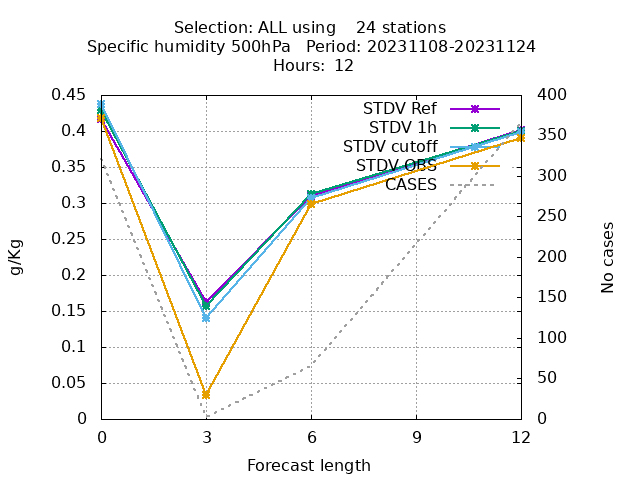 Selection: ALL using    24 stations
Specific humidity 500hPa   Period: 20231108-20231124
Hours:  12
0.45
0.4
0.35
0.3
0.25
0.2
0.15
0.1
0.05
0
g/Kg
STDV Ref
STDV 1h
STDV cutoff
STDV OBS
CASES
400
350
300
250
200
150
100
50
0
No cases
0 3 6 9 12
Forecast length